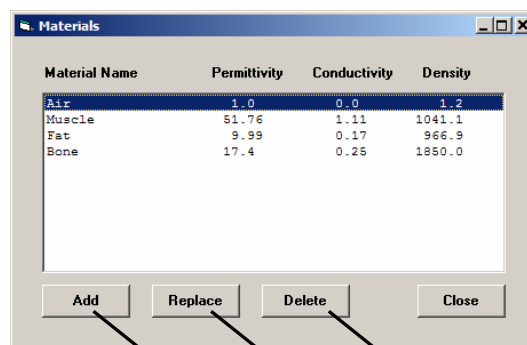 Materials
Material Name Permittivity Conductivity Density
Air 1.0 0.0 1.2
Muscle 51.76 1.11 1041.1
Fat 9.99 0.17 966.9
Bone 17.4 0.25 1850.0
Add Replace Delete Close